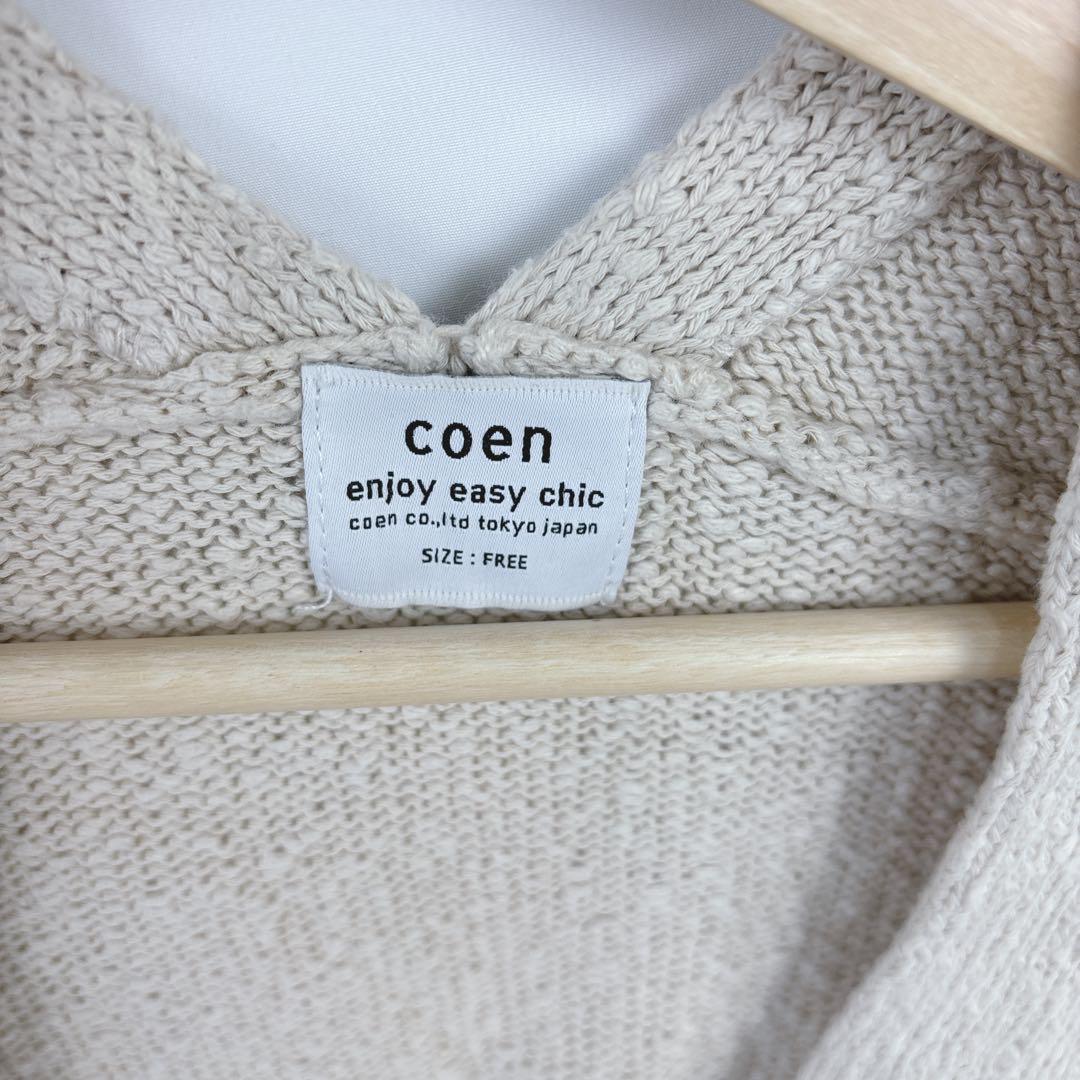 coen
enjoy easy chic
coen co.,ltd tokyo japan
SIZE : FREE